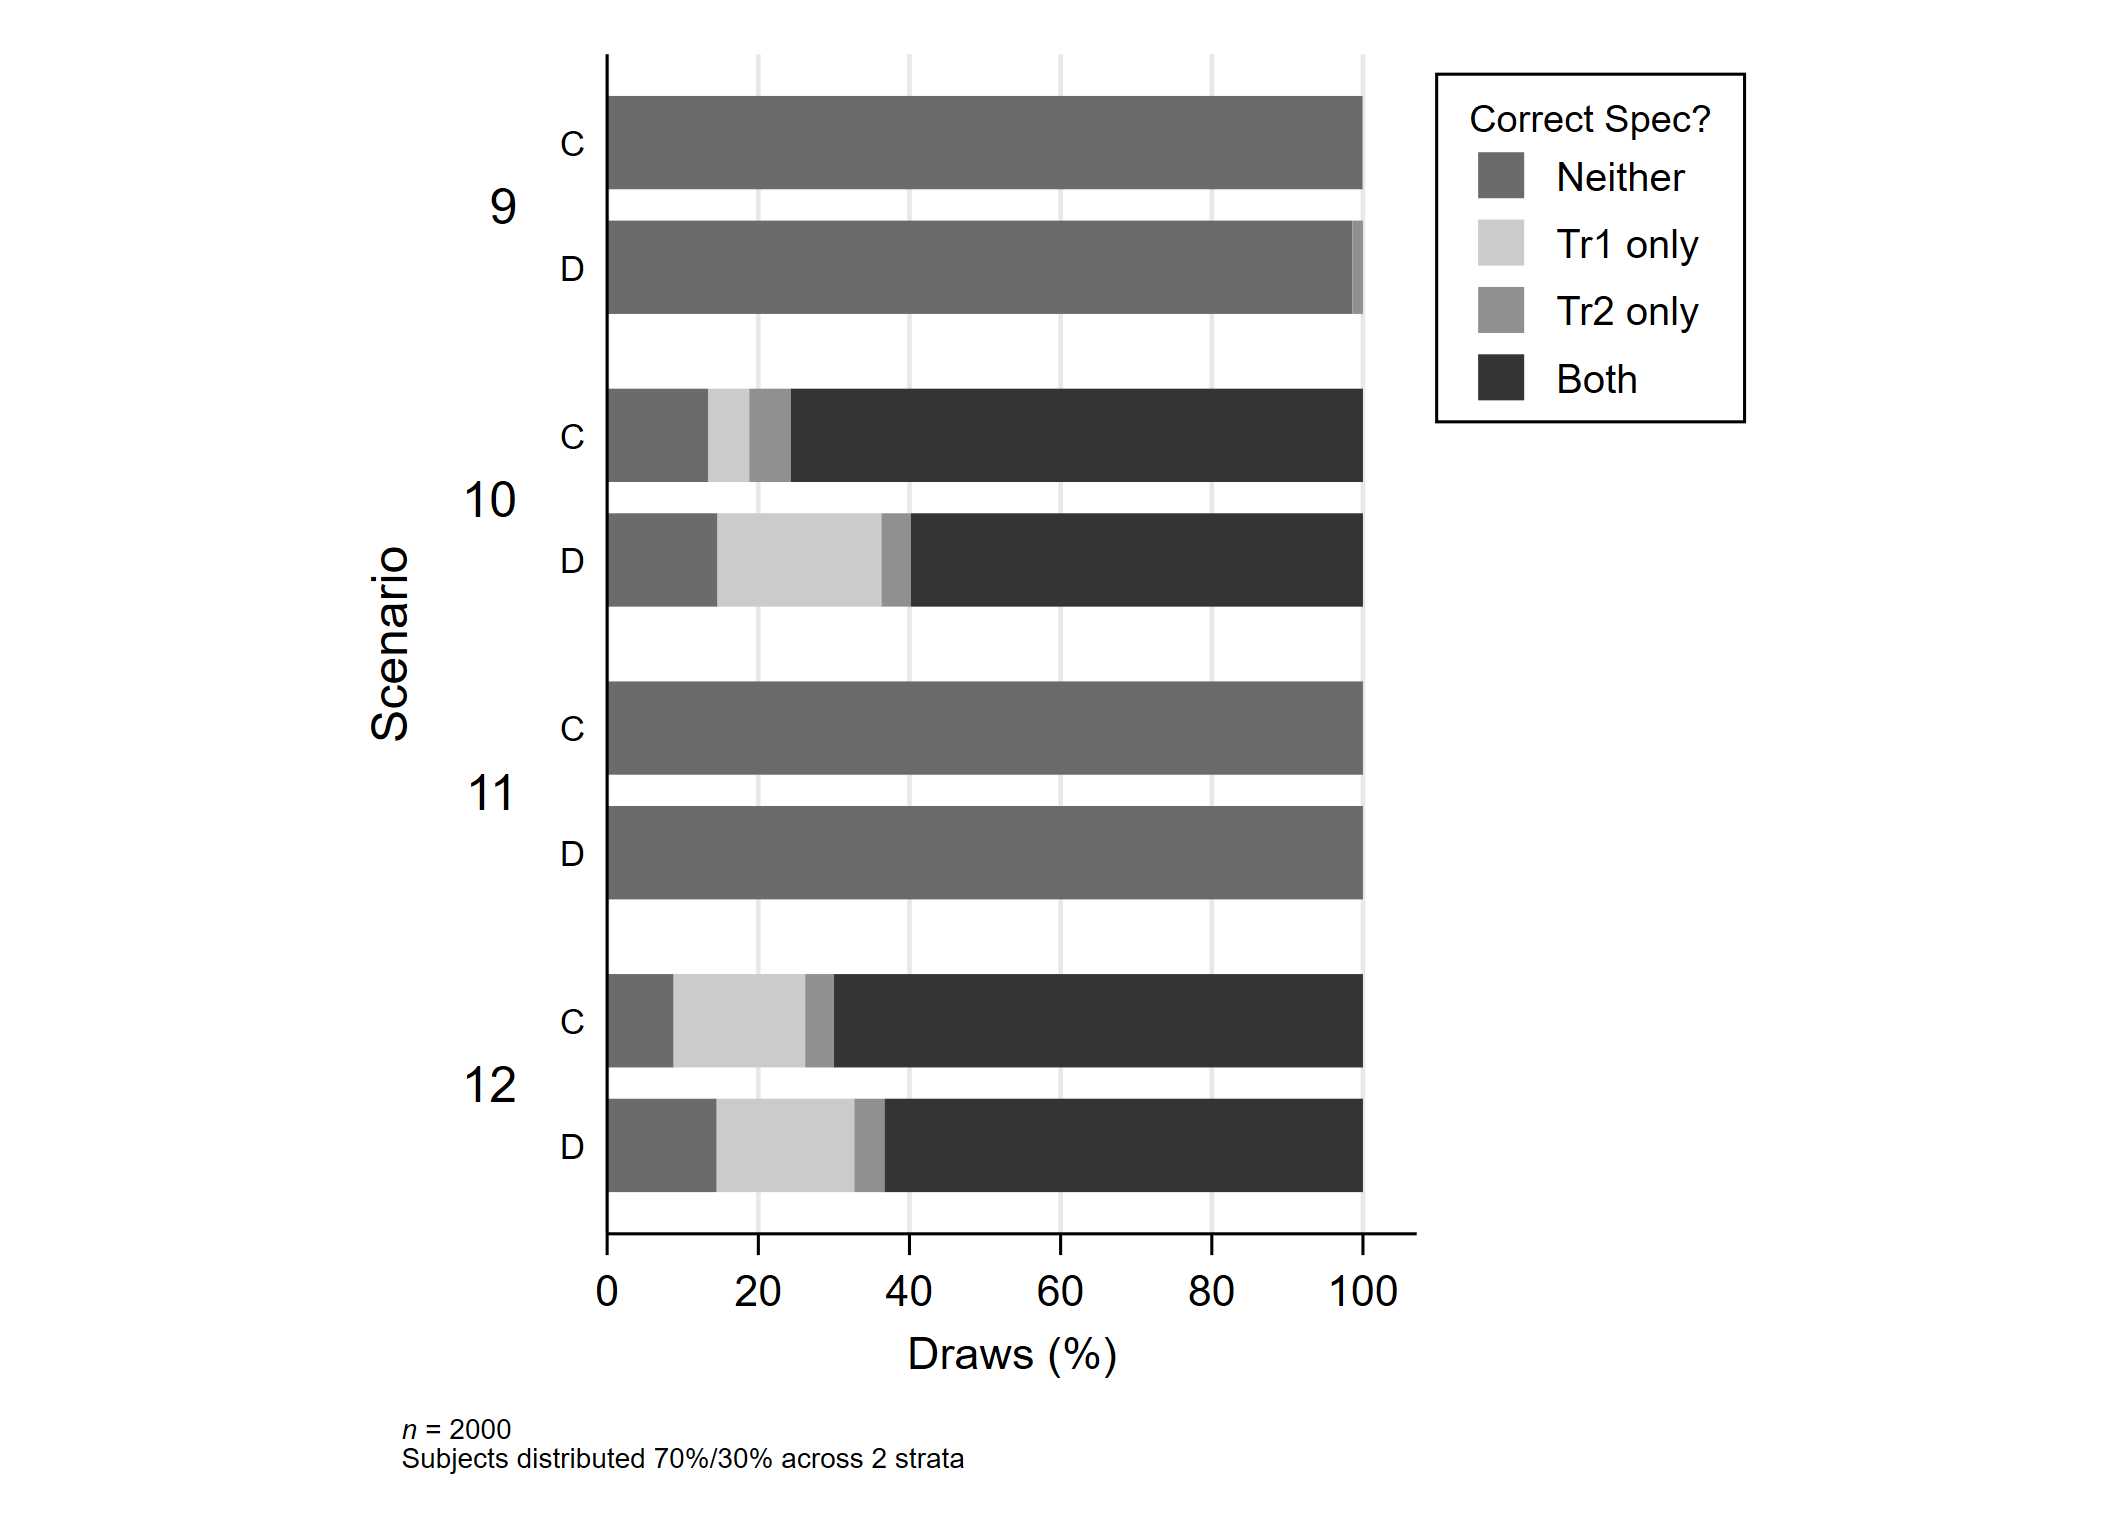 Correct Spec?
Neither
Tr1 only
Tr2 only
Both
Scenario
9
C
D
10
C
D
11
C
D
12
C
D
0 20 40 60 80 100
Draws (%)
n = 2000
Subjects distributed 70%/30% across 2 strata